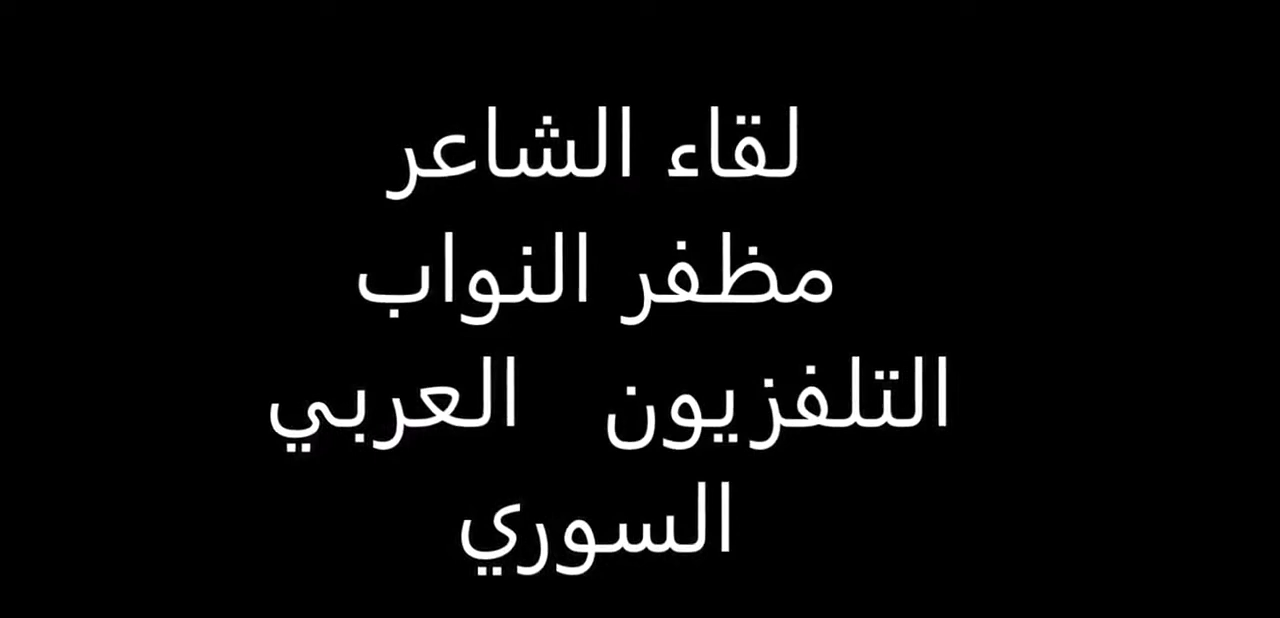 لقاء الشاعر
مظفر النواب
التلفزيون العربي
السوري